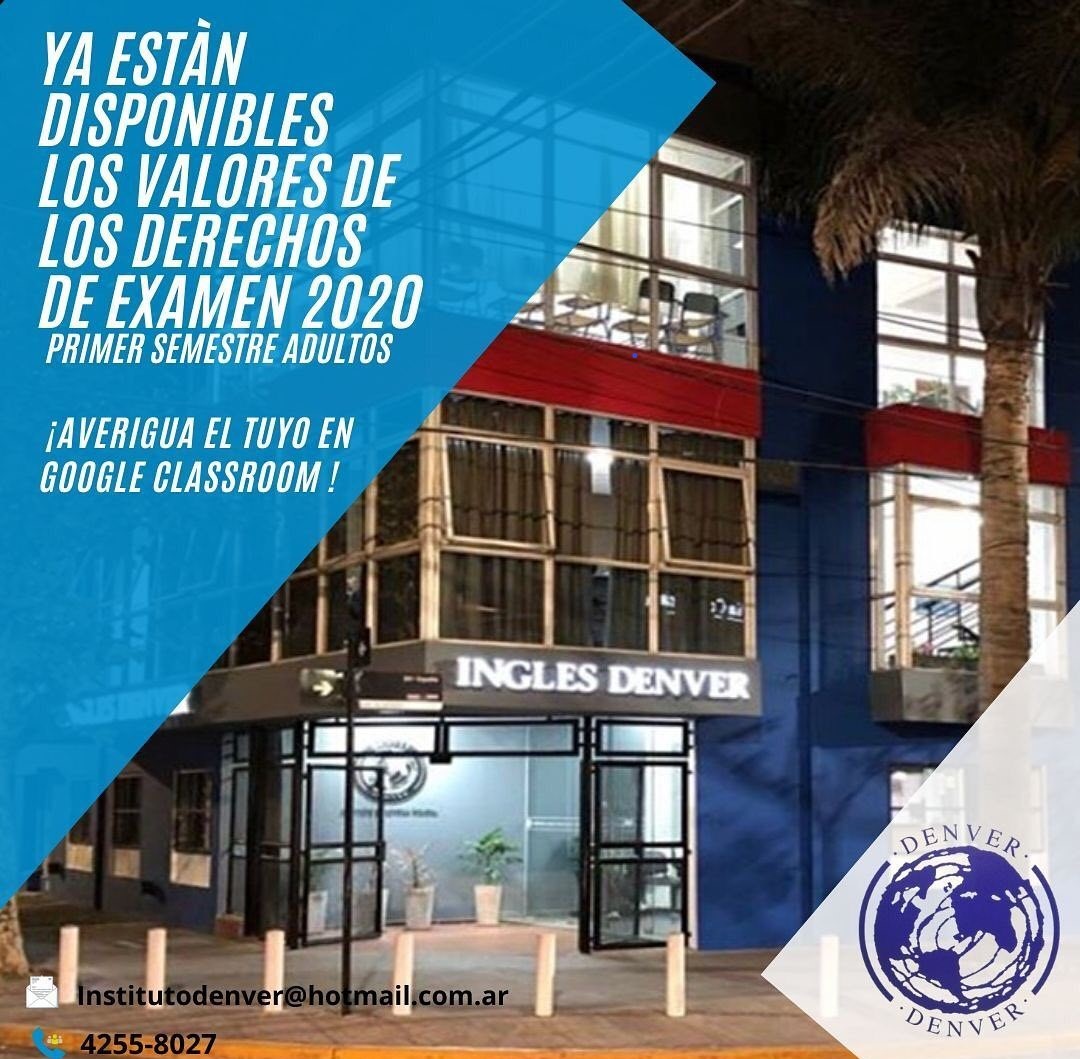 YA ESTÀN
DISPONIBLES
LOS VALORES DE
LOS DERECHOS
DE EXAMEN 2020
PRIMER SEMESTRE ADULTOS
¡AVERIGUA EL TUYO EN
GOOGLE CLASSROOM !
INGLES DENVER
·DENVER·
·DENVER·
Institutodenver@hotmail.com.ar
4255-8027